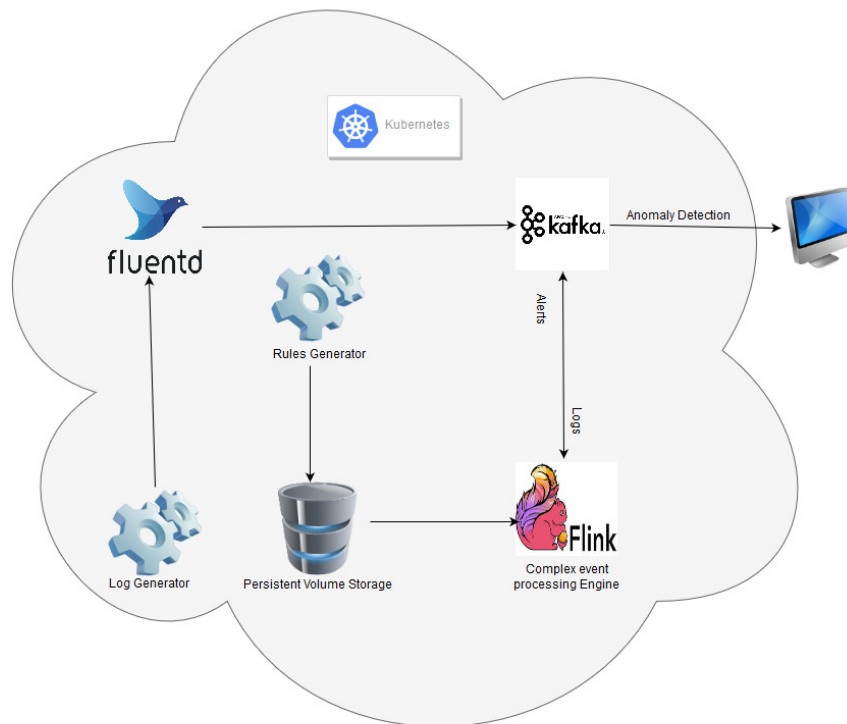 Kubernetes
fluentd
kafka
Anomaly Detection
Rules Generator
Alerts
Logs
Log Generator
Persistent Volume Storage
Flink
Complex event
processing Engine